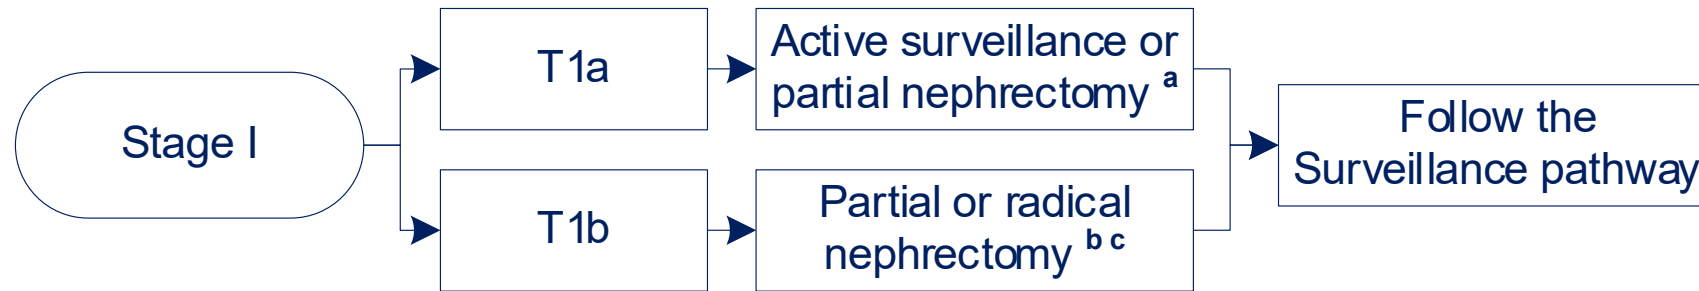 Stage I
T1a
Active surveillance or
partial nephrectomy a
T1b
Partial or radical
nephrectomy b c
Follow the
Surveillance pathway